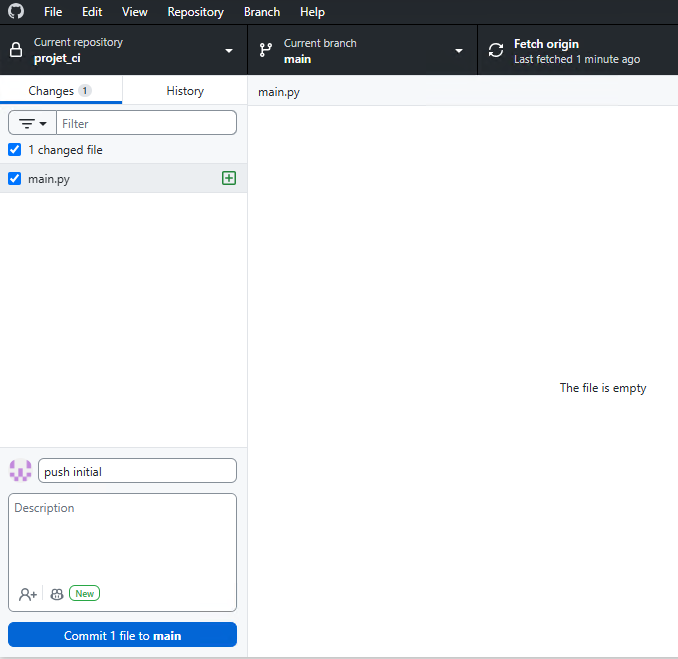 File Edit View Repository Branch Help
Current repository
projet_ci
Current branch
main
Fetch origin
Last fetched 1 minute ago
Changes 1
History
main.py
Filter
1 changed file
main.py
The file is empty
push initial
Description
New
Commit 1 file to main